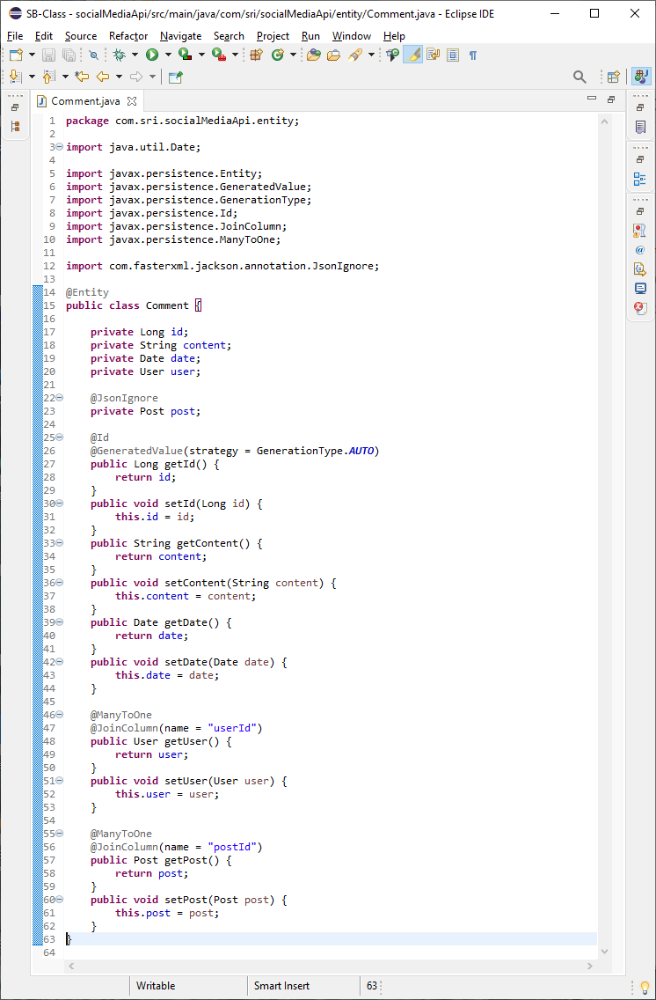 SB-Class - socialMediaApi/src/main/java/com/sri/socialMediaApi/entity/Comment.java - Eclipse IDE
File Edit Source Refactor Navigate Search Project Run Window Help
Comment.java
1 package com.sri.socialMediaApi.entity;
2
3 import java.util.Date;
4
5 import javax.persistence.Entity;
6 import javax.persistence.GeneratedValue;
7 import javax.persistence.GenerationType;
8 import javax.persistence.Id;
9 import javax.persistence.JoinColumn;
10 import javax.persistence.ManyToOne;
11
12 import com.fasterxml.jackson.annotation.JsonIgnore;
13
14 @Entity
15 public class Comment {
16
17     private Long id;
18     private String content;
19     private Date date;
20     private User user;
21
22     @JsonIgnore
23     private Post post;
24
25     @Id
26     @GeneratedValue(strategy = GenerationType.AUTO)
27     public Long getId() {
28         return id;
29     }
30     public void setId(Long id) {
31         this.id = id;
32     }
33     public String getContent() {
34         return content;
35     }
36     public void setContent(String content) {
37         this.content = content;
38     }
39     public Date getDate() {
40         return date;
41     }
42     public void setDate(Date date) {
43         this.date = date;
44     }
45
46     @ManyToOne
47     @JoinColumn(name = "userId")
48     public User getUser() {
49         return user;
50     }
51     public void setUser(User user) {
52         this.user = user;
53     }
54
55     @ManyToOne
56     @JoinColumn(name = "postId")
57     public Post getPost() {
58         return post;
59     }
60     public void setPost(Post post) {
61         this.post = post;
62     }
63 }
64
Writable Smart Insert 63